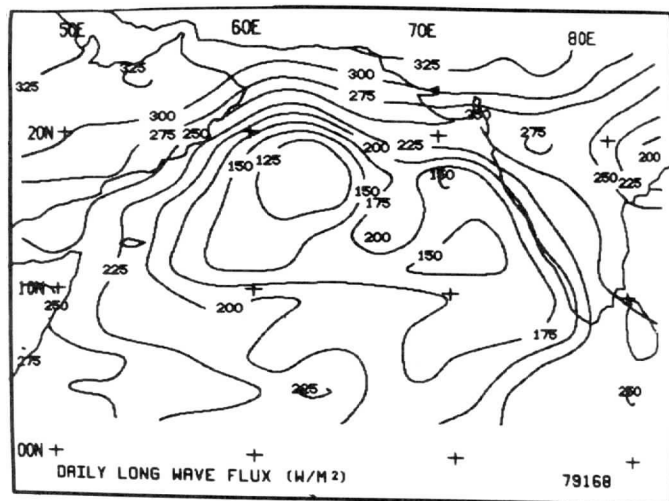 50E 60E 70E 80E
325 325 300 275 325
300
20N 275 250 200 225 250 275 200
150 125 150 175 150 250 225
200
225 150
10N
250 200
275 175
225 250
00N
DAILY LONG WAVE FLUX (W/M2) 79168